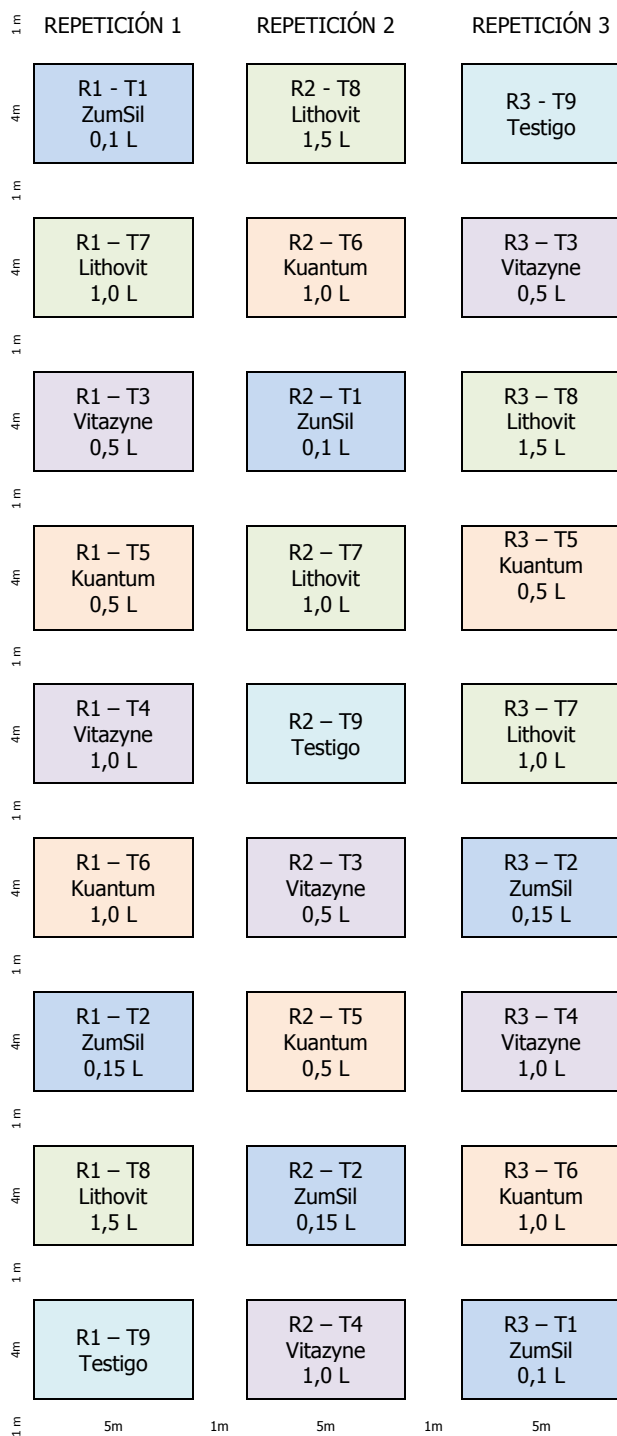 1 m REPETICIÓN 1 REPETICIÓN 2 REPETICIÓN 3
4m
R1 - T1
ZumSil
0,1 L
R2 - T8
Lithovit
1,5 L
R3 - T9
Testigo
1 m
4m
R1 – T7
Lithovit
1,0 L
R2 – T6
Kuantum
1,0 L
R3 – T3
Vitazyne
0,5 L
1 m
4m
R1 – T3
Vitazyne
0,5 L
R2 – T1
ZunSil
0,1 L
R3 – T8
Lithovit
1,5 L
1 m
4m
R1 – T5
Kuantum
0,5 L
R2 – T7
Lithovit
1,0 L
R3 – T5
Kuantum
0,5 L
1 m
4m
R1 – T4
Vitazyne
1,0 L
R2 – T9
Testigo
R3 – T7
Lithovit
1,0 L
1 m
4m
R1 – T6
Kuantum
1,0 L
R2 – T3
Vitazyne
0,5 L
R3 – T2
ZumSil
0,15 L
1 m
4m
R1 – T2
ZumSil
0,15 L
R2 – T5
Kuantum
0,5 L
R3 – T4
Vitazyne
1,0 L
1 m
4m
R1 – T8
Lithovit
1,5 L
R2 – T2
ZumSil
0,15 L
R3 – T6
Kuantum
1,0 L
1 m
4m
R1 – T9
Testigo
R2 – T4
Vitazyne
1,0 L
R3 – T1
ZumSil
0,1 L
1 m 5m 1m 5m 1m 5m